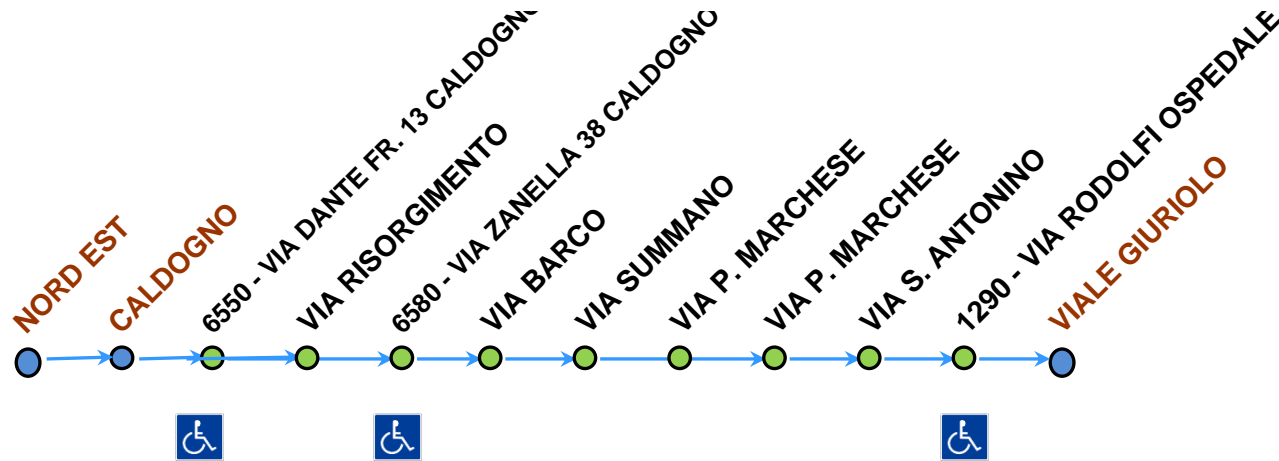 NORD EST
CALDOGNO
6550 - VIA DANTE FR. 13 CALDOGNO
VIA RISORGIMENTO
6580 - VIA ZANELLA 38 CALDOGNO
VIA BARCO
VIA SUMMANO
VIA P. MARCHESE
VIA P. MARCHESE
VIA S. ANTONINO
1290 - VIA RODOLFI OSPEDALE
VIALE GIURIOLO